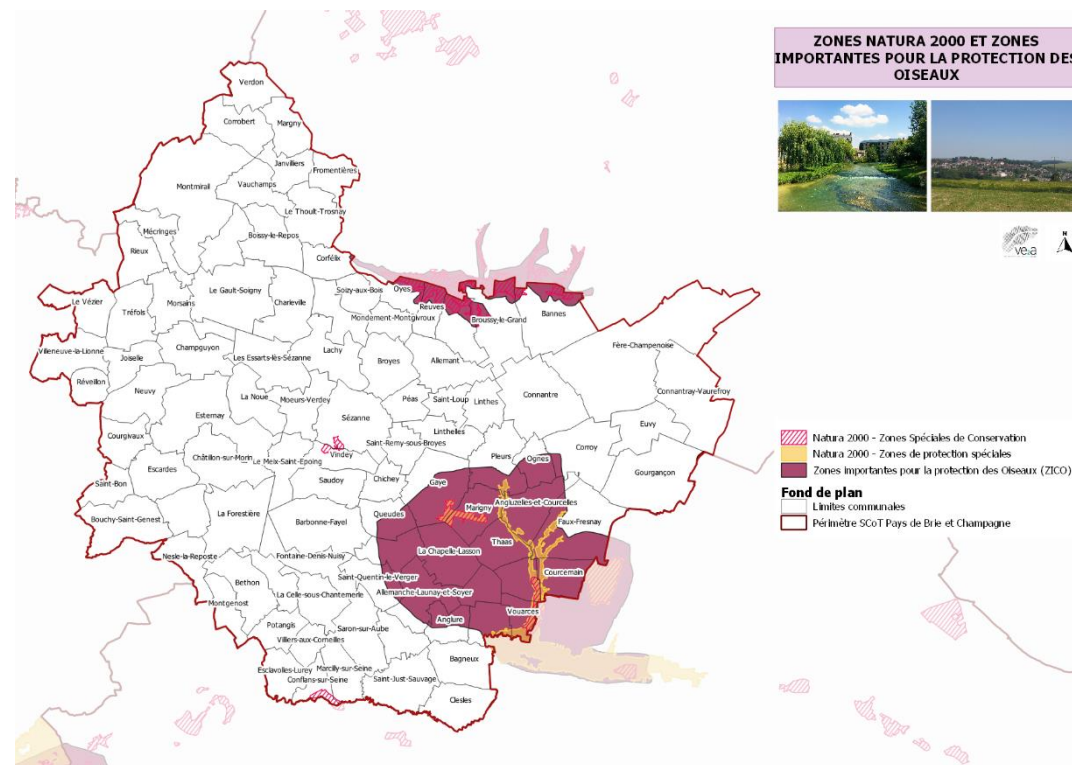 ZONES NATURA 2000 ET ZONES
IMPORTANTES POUR LA PROTECTION DES
OISEAUX
N
Verdon
Corrobert
Margny
Janvilliers
Fromentières
Montmirail
Vauchamps
Le Thoult-Trosnay
Mécringes
Boissy-le-Repos
Rieux
Corfélix
Le Gault-Soigny
Soizy-aux-Bois
Oyes
Le Vézier
Morsains
Charleville
Reuves
Bannes
Tréfols
Mondement-Montgivroux
Broussy-le-Grand
Villeneuve-la-Lionne
Joiselle
Champguyon
Les Essarts-lès-Sézanne
Lachy
Broyes
Allemant
Fère-Champenoise
Connantray-Vaurefroy
Réveillon
Neuvy
La Noue
Moeurs-Verdey
Péas
Saint-Loup
Linthes
Connantre
Esternay
Sézanne
Euvy
Courgivaux
Linthelles
Saint-Remy-sous-Broyes
Corroy
Châtillon-sur-Morin
Le Meix-Saint-Epoing
Vindey
Pleurs
Ognes
Escardes
Saudoy
Chichey
Gourgançon
Saint-Bon
Gaye
Marigny
Angluzelles-et-Courcelles
Bouchy-Saint-Genest
La Forestière
Barbonne-Fayel
Queudes
Faux-Fresnay
Thaas
Nesle-la-Reposte
Fontaine-Denis-Nuisy
La Chapelle-Lasson
Courcemain
Bethon
Saint-Quentin-le-Verger
La Celle-sous-Chantemerle
Allemanche-Launay-et-Soyer
Montgenost
Vouarces
Potangis
Saron-sur-Aube
Anglure
Villiers-aux-Corneilles
Bagneux
Esclavolles-Lurey
Marcilly-sur-Seine
Conflans-sur-Seine
Saint-Just-Sauvage
Clesles
Natura 2000 - Zones Spéciales de Conservation
Natura 2000 - Zones de protection spéciales
Zones importantes pour la protection des Oiseaux (ZICO)
Fond de plan
Limites communales
Périmètre SCoT Pays de Brie et Champagne